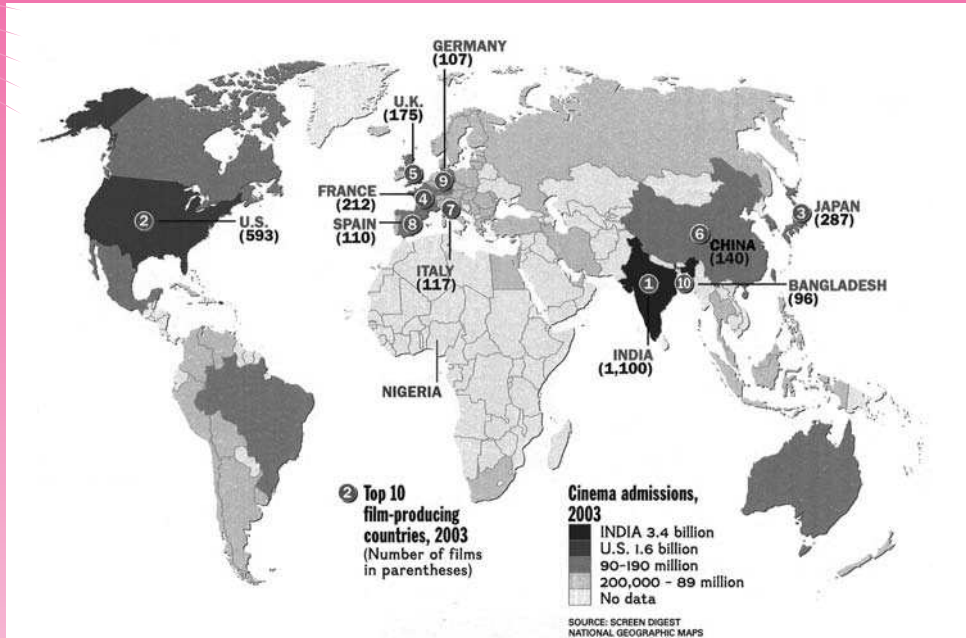 GERMANY
(107)
U.K.
(175)
5
9
FRANCE
(212)
4
2
U.S.
(593)
SPAIN
(110)
8
7
ITALY
(117)
3
JAPAN
(287)
6
CHINA
(140)
1
10
BANGLADESH
(96)
INDIA
(1,100)
NIGERIA
2 Top 10
film-producing
countries, 2003
(Number of films
in parentheses)
Cinema admissions,
2003
INDIA 3.4 billion
U.S. 1.6 billion
90-190 million
200,000 - 89 million
No data
SOURCE: SCREEN DIGEST
NATIONAL GEOGRAPHIC MAPS